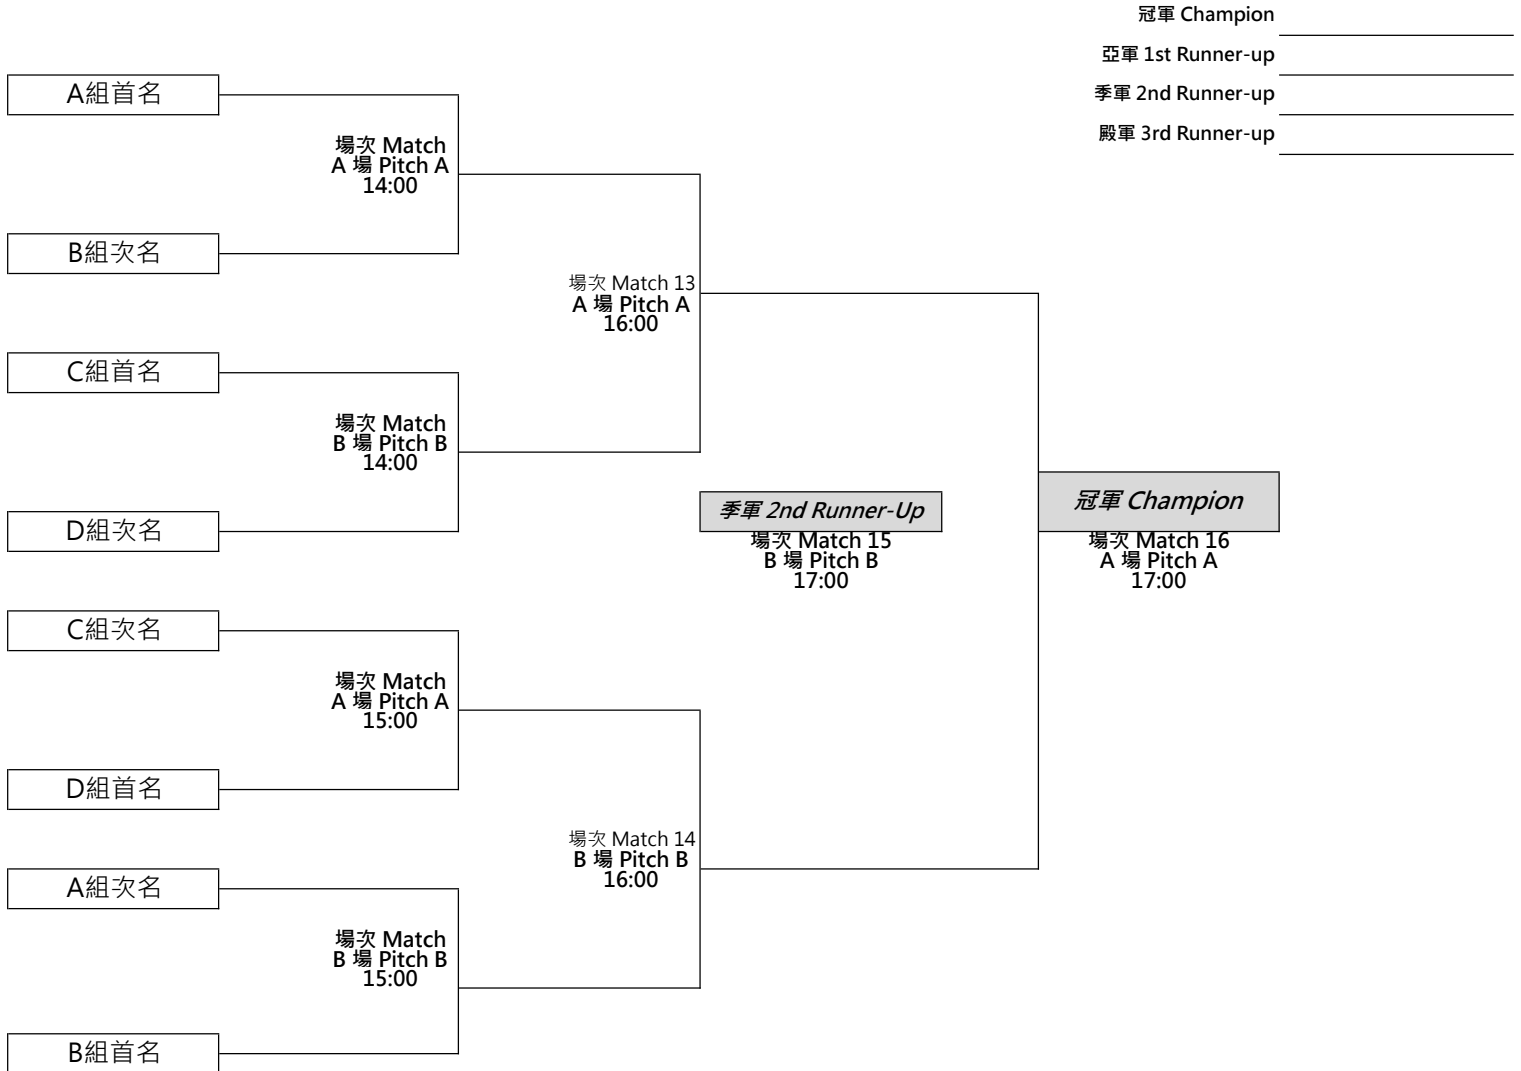 冠軍 Champion
亞軍 1st Runner-up
季軍 2nd Runner-up
殿軍 3rd Runner-up
A組首名
場次 Match
A 場 Pitch A
14:00
B組次名
場次 Match 13
A 場 Pitch A
16:00
C組首名
場次 Match
B 場 Pitch B
14:00
D組次名
季軍 2nd Runner-Up
場次 Match 15
B 場 Pitch B
17:00
冠軍 Champion
場次 Match 16
A 場 Pitch A
17:00
C組次名
場次 Match
A 場 Pitch A
15:00
D組首名
場次 Match 14
B 場 Pitch B
16:00
A組次名
場次 Match
B 場 Pitch B
15:00
B組首名